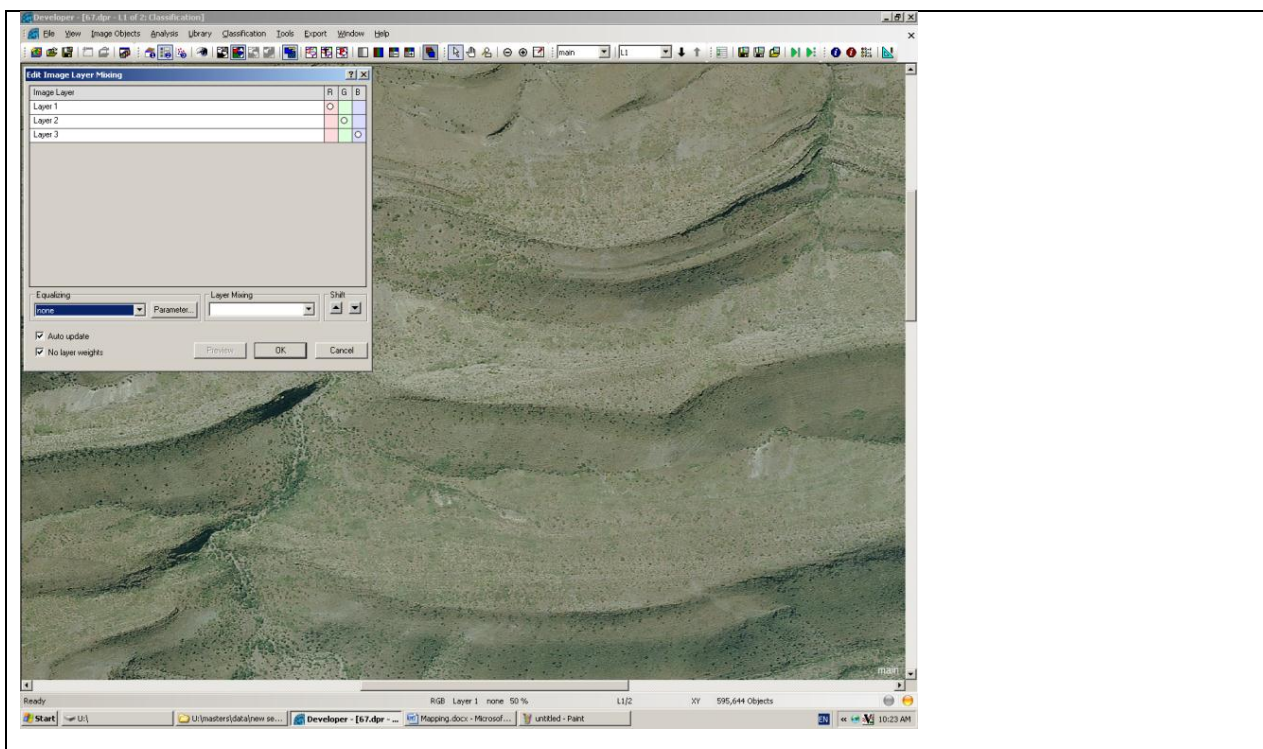 Developer - [67.dpr - L1 of 2: Classification]
File View Image Objects Analysis Library Classification Tools Export Window Help
main L1
Edit Image Layer Mixing
Image Layer R G B
Layer 1
Layer 2
Layer 3
Equalizing Layer Mixing Shift
none Parameter...
Auto update
No layer weights Preview OK Cancel
main
Ready RGB Layer 1 none 50 % L1/2 XY 595,644 Objects
Start U:\ U:\masters\data\new se... Developer - [67.dpr - ... Mapping.docx - Microsof... untitled - Paint EN 10:23 AM